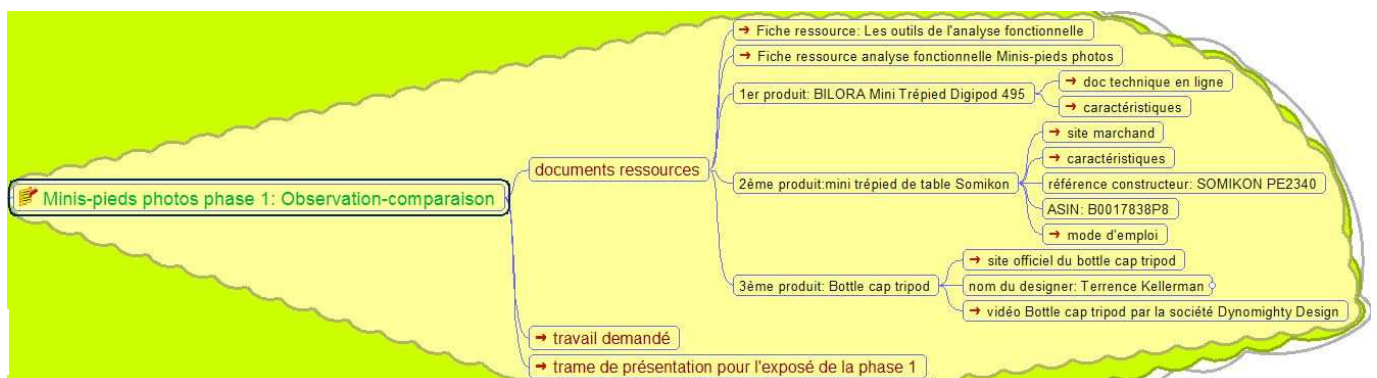 Minis-pieds photos phase 1: Observation-comparaison
documents ressources
Fiche ressource: Les outils de l'analyse fonctionnelle
Fiche ressource analyse fonctionnelle Minis-pieds photos
1er produit: BILORA Mini Trépied Digipod 495
doc technique en ligne
caractéristiques
2ème produit:mini trépied de table Somikon
site marchand
caractéristiques
référence constructeur: SOMIKON PE2340
ASIN: B0017838P8
mode d'emploi
3ème produit: Bottle cap tripod
site officiel du bottle cap tripod
nom du designer: Terrence Kellerman
vidéo Bottle cap tripod par la société Dynomighty Design
travail demandé
trame de présentation pour l'exposé de la phase 1